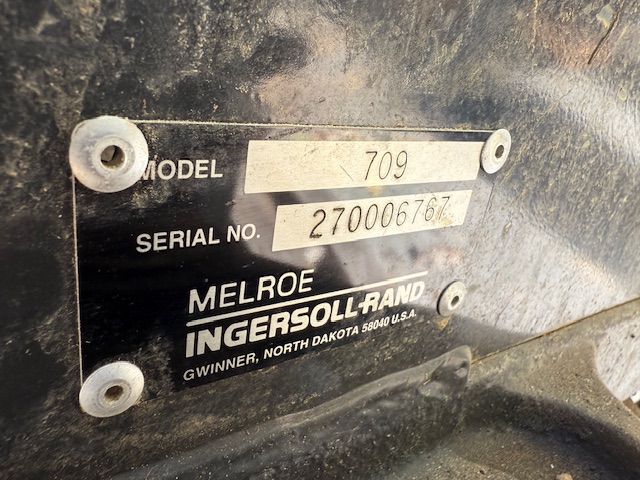 MODEL 709
SERIAL NO. 270006767
MELROE
INGERSOLL-RAND
GWINNER, NORTH DAKOTA 58040 U.S.A.